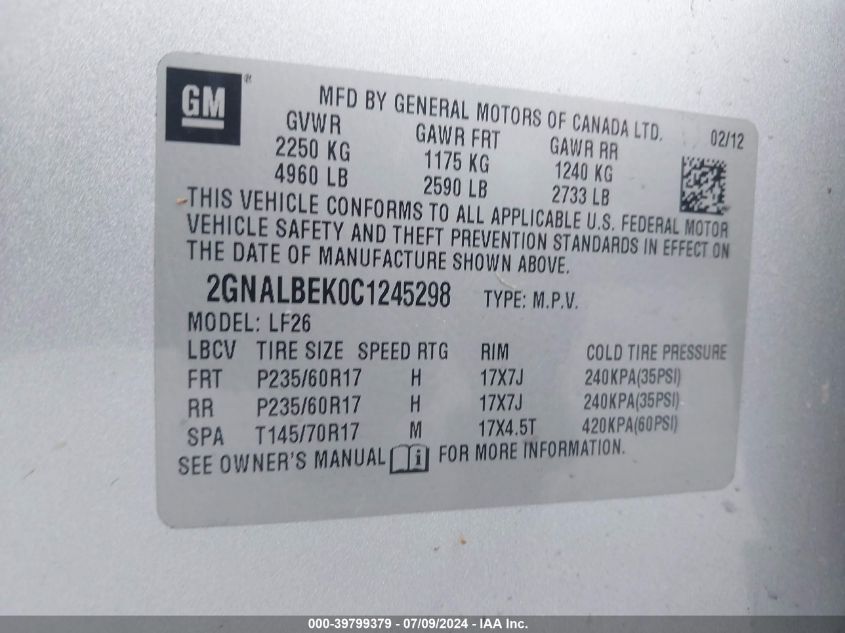 GM®
MFD BY GENERAL MOTORS OF CANADA LTD.
02/12
GVWR GAWR FRT GAWR RR
2250 KG 1175 KG 1240 KG
4960 LB 2590 LB 2733 LB
THIS VEHICLE CONFORMS TO ALL APPLICABLE U.S. FEDERAL MOTOR
VEHICLE SAFETY AND THEFT PREVENTION STANDARDS IN EFFECT ON
THE DATE OF MANUFACTURE SHOWN ABOVE.
2GNALBEK0C1245298 TYPE: M.P.V.
MODEL: LF26
LBCV TIRE SIZE SPEED RTG RIM COLD TIRE PRESSURE
FRT P235/60R17 H 17X7J 240KPA(35PSI)
RR P235/60R17 H 17X7J 240KPA(35PSI)
SPA T145/70R17 M 17X4.5T 420KPA(60PSI)
SEE OWNER'S MANUAL i FOR MORE INFORMATION.
000-39799379 / 07/09/2024 - IAA Inc.